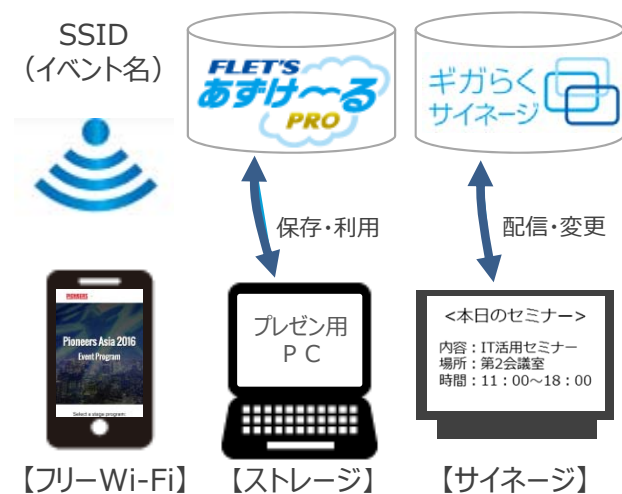 SSID
（イベント名）
FLET'S
あずけ～る
PRO
ギガらく
サイネージ
保存・利用
配信・変更
PIONEERS
Pioneers Asia 2016
Event Program
Select a stage program
プレゼン用
ＰＣ
<本日のセミナー>
内容：IT活用セミナー
場所：第2会議室
時間：11：00～18：00
【フリーWi-Fi】
【ストレージ】
【サイネージ】